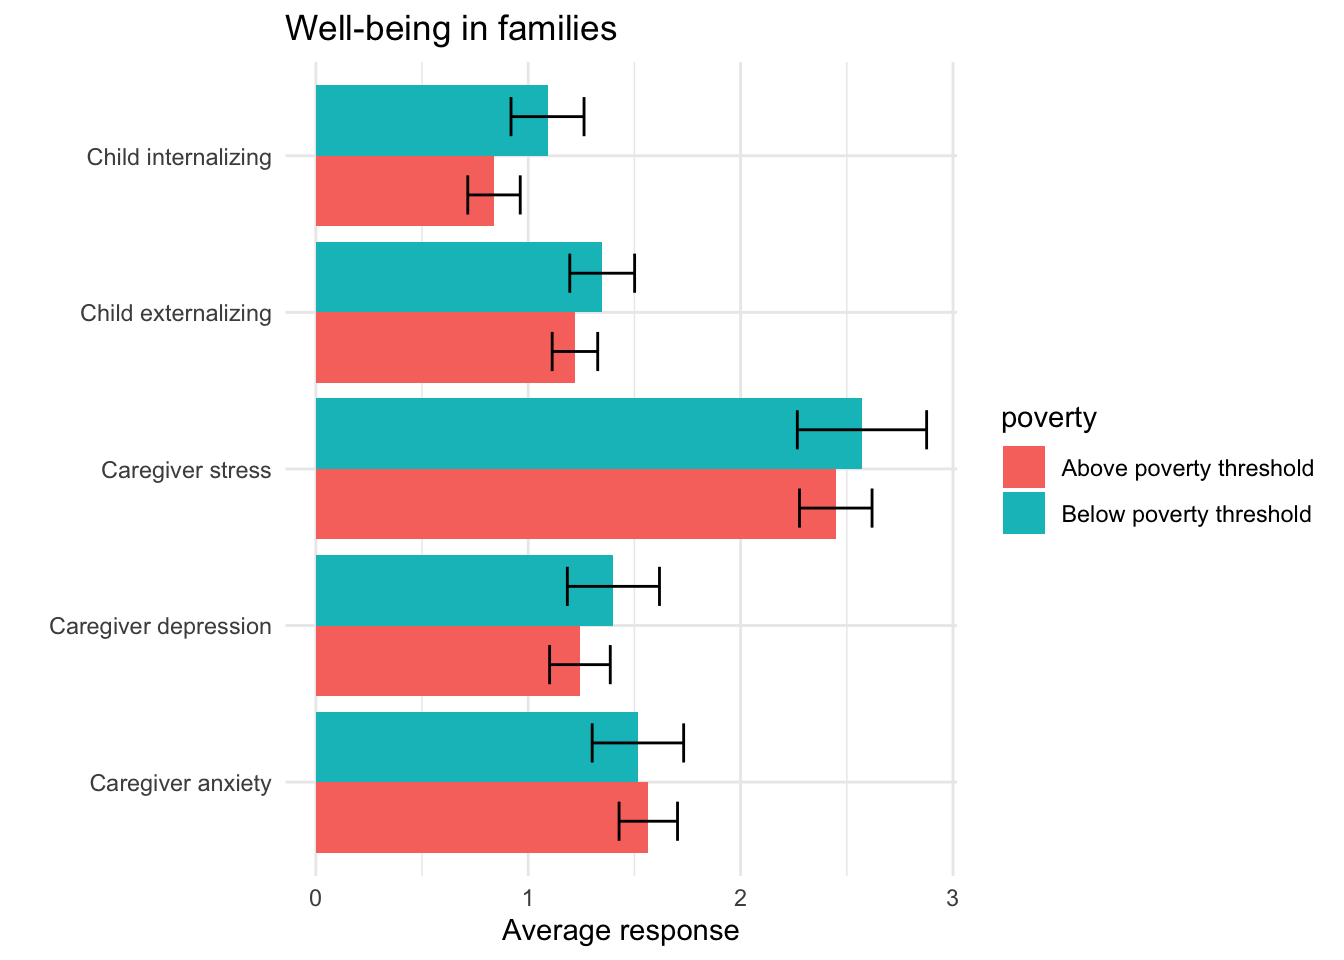 Well-being in families
Child internalizing
Child externalizing
Caregiver stress
Caregiver depression
Caregiver anxiety
0 1 2 3
Average response
poverty
Above poverty threshold
Below poverty threshold